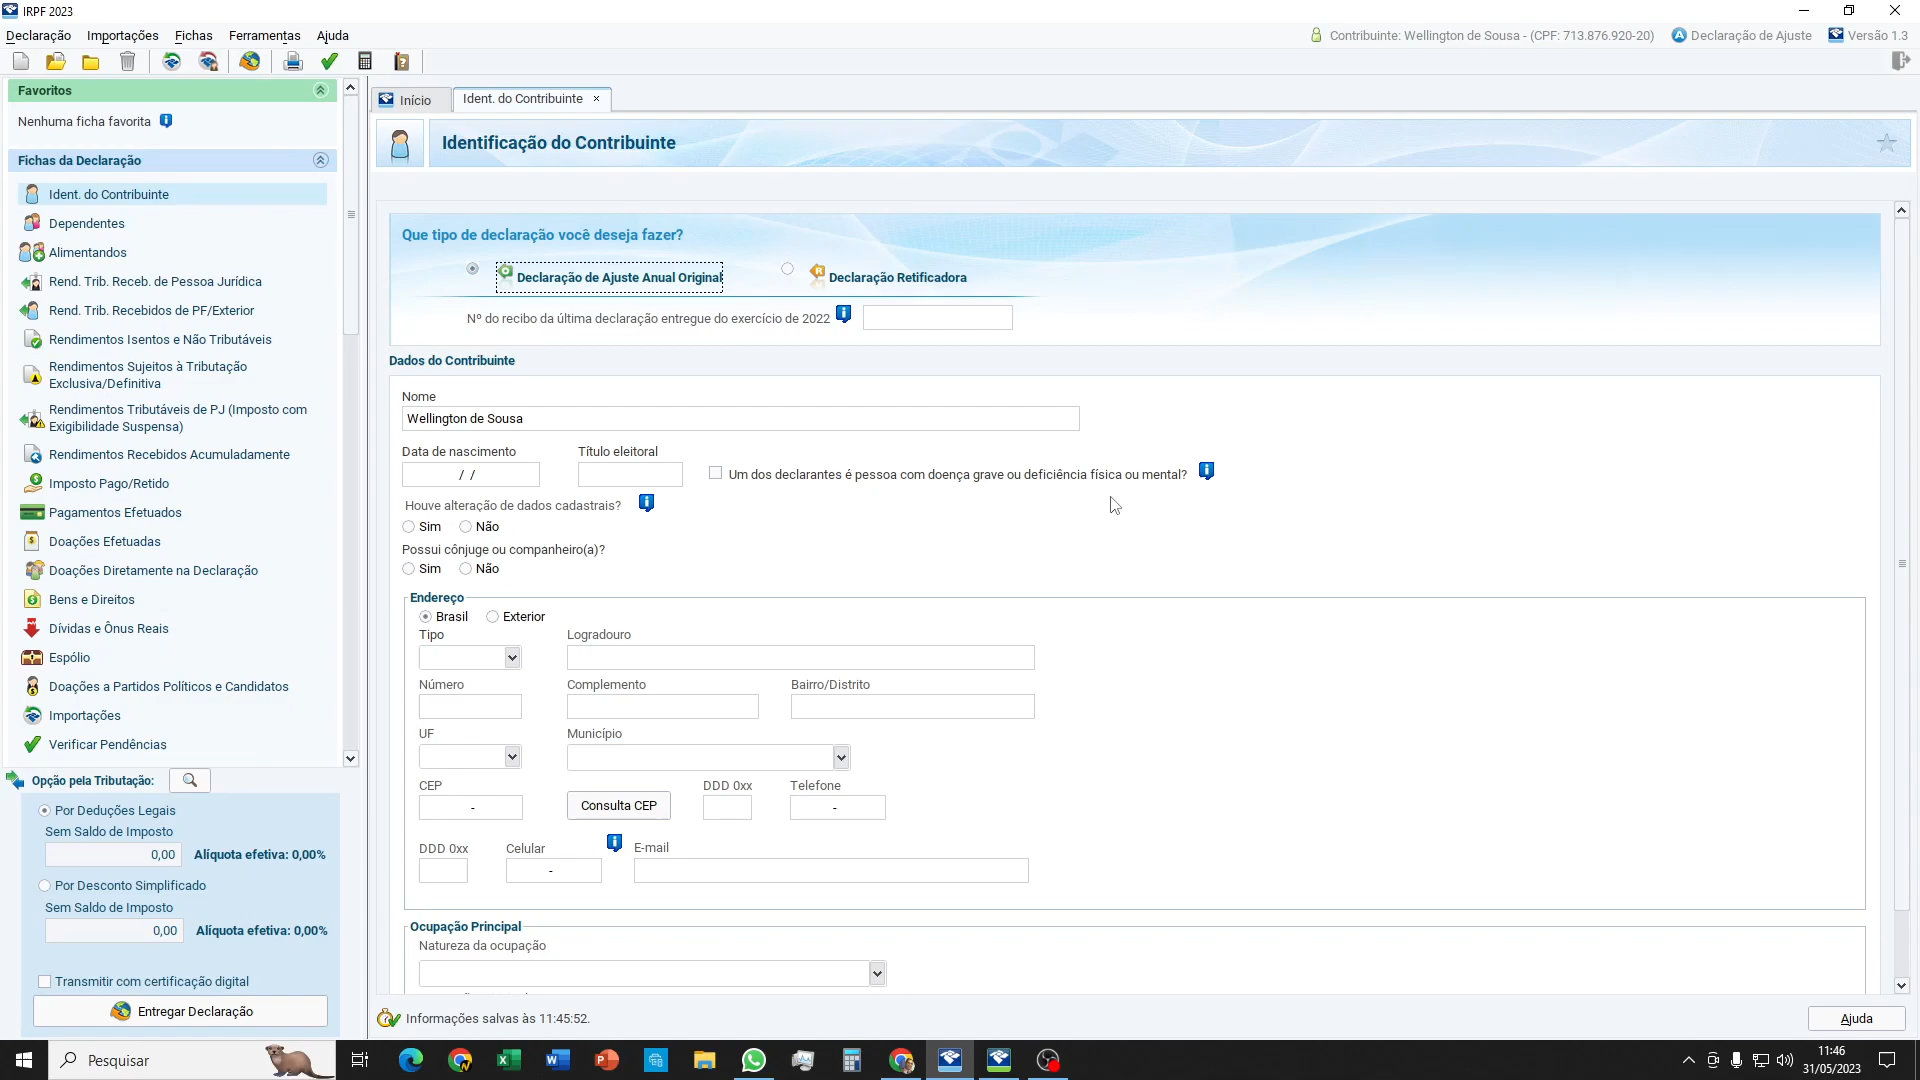 IRPF 2023
Declaração Importações Fichas Ferramentas Ajuda
Contribuinte: Wellington de Sousa - (CPF: 713.876.920-20) Declaração de Ajuste Versão 1.3
Favoritos
Nenhuma ficha favorita
Fichas da Declaração
Ident. do Contribuinte
Dependentes
Alimentandos
Rend. Trib. Receb. de Pessoa Jurídica
Rend. Trib. Recebidos de PF/Exterior
Rendimentos Isentos e Não Tributáveis
Rendimentos Sujeitos à Tributação
Exclusiva/Definitiva
Rendimentos Tributáveis de PJ (Imposto com
Exigibilidade Suspensa)
Rendimentos Recebidos Acumuladamente
Imposto Pago/Retido
Pagamentos Efetuados
Doações Efetuadas
Doações Diretamente na Declaração
Bens e Direitos
Dívidas e Ônus Reais
Espólio
Doações a Partidos Políticos e Candidatos
Importações
Verificar Pendências
Opção pela Tributação:
Por Deduções Legais
Sem Saldo de Imposto
0,00 Alíquota efetiva: 0,00%
Por Desconto Simplificado
Sem Saldo de Imposto
0,00 Alíquota efetiva: 0,00%
Transmitir com certificação digital
Entregar Declaração
Início Ident. do Contribuinte ×
Identificação do Contribuinte
Que tipo de declaração você deseja fazer?
Declaração de Ajuste Anual Original Declaração Retificadora
Nº do recibo da última declaração entregue do exercício de 2022
Dados do Contribuinte
Nome
Wellington de Sousa
Data de nascimento Título eleitoral
/ / Um dos declarantes é pessoa com doença grave ou deficiência física ou mental?
Houve alteração de dados cadastrais?
Sim Não
Possui cônjuge ou companheiro(a)?
Sim Não
Endereço
Brasil Exterior
Tipo Logradouro
Número Complemento Bairro/Distrito
UF Município
CEP DDD 0xx Telefone
- Consulta CEP -
DDD 0xx Celular E-mail
-
Ocupação Principal
Natureza da ocupação
Informações salvas às 11:45:52.
Ajuda
Pesquisar
11:46
31/05/2023